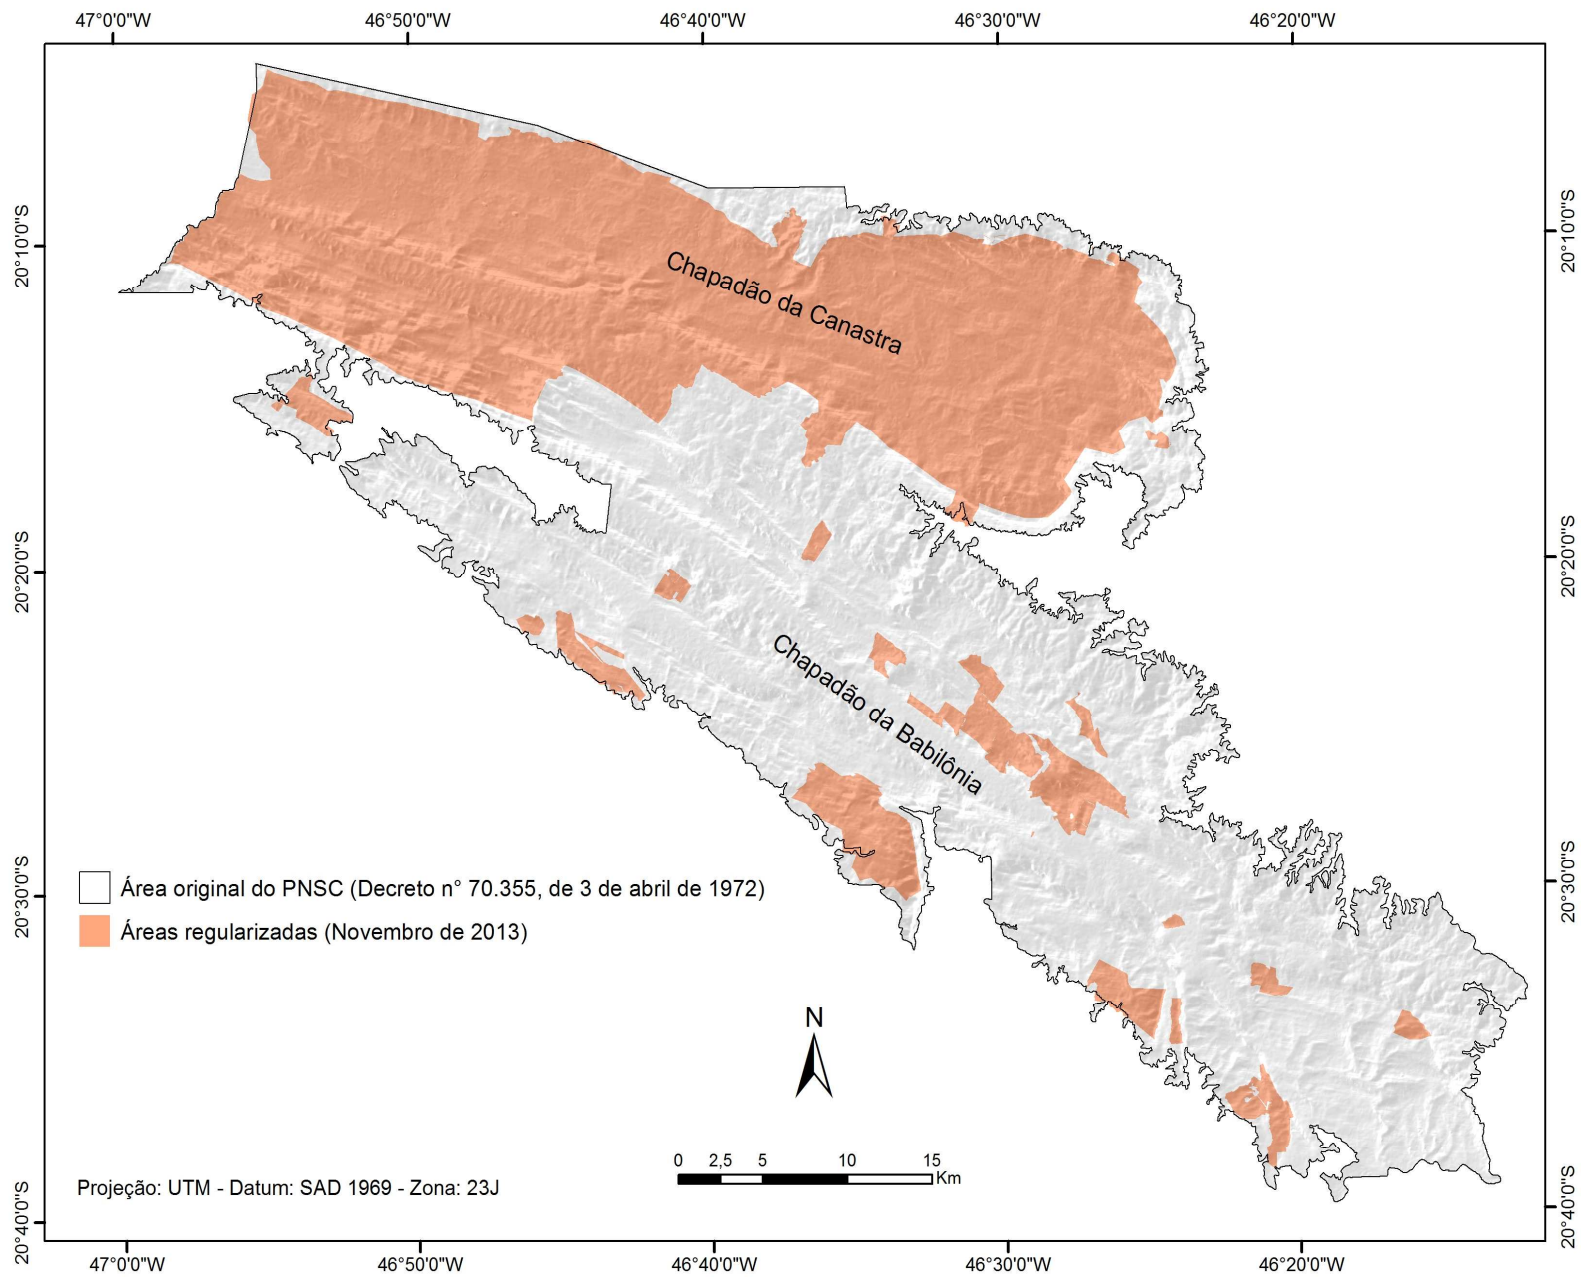 47°0'0"W 46°50'0"W 46°40'0"W 46°30'0"W 46°20'0"W
20°10'0"S 20°10'0"S
Chapadão da Canastra
20°20'0"S 20°20'0"S
Chapadão da Babilônia
Área original do PNSC (Decreto n° 70.355, de 3 de abril de 1972)
20°30'0"S 20°30'0"S
Áreas regularizadas (Novembro de 2013)
N
0 2,5 5 10 15
Km
Projeção: UTM - Datum: SAD 1969 - Zona: 23J
20°40'0"S 20°40'0"S
47°0'0"W 46°50'0"W 46°40'0"W 46°30'0"W 46°20'0"W